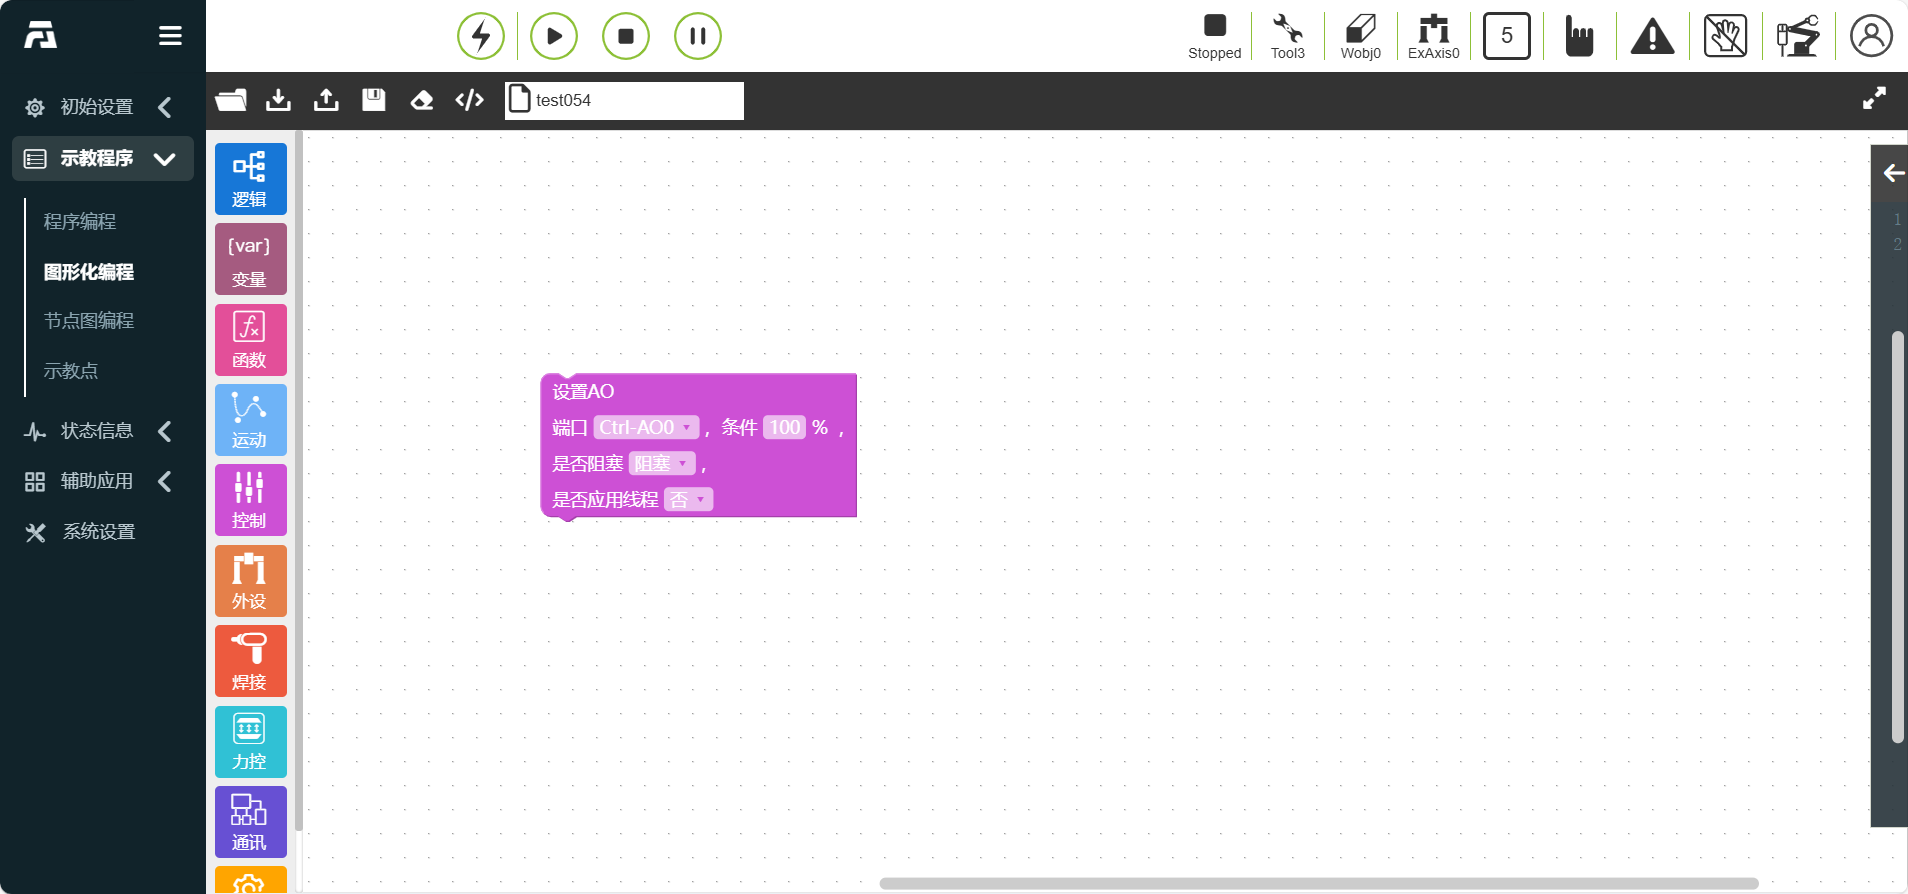 Stopped
Tool3
Wobj0
ExAxis0
5
初始设置
示教程序
程序编程
图形化编程
节点图编程
示教点
状态信息
辅助应用
系统设置
</>
test054
逻辑
{var}
变量
fx
函数
运动
控制
外设
焊接
力控
通讯
设置AO
端口 Ctrl-AO0 ， 条件 100 % ，
是否阻塞 阻塞 ，
是否应用线程 否
1
2